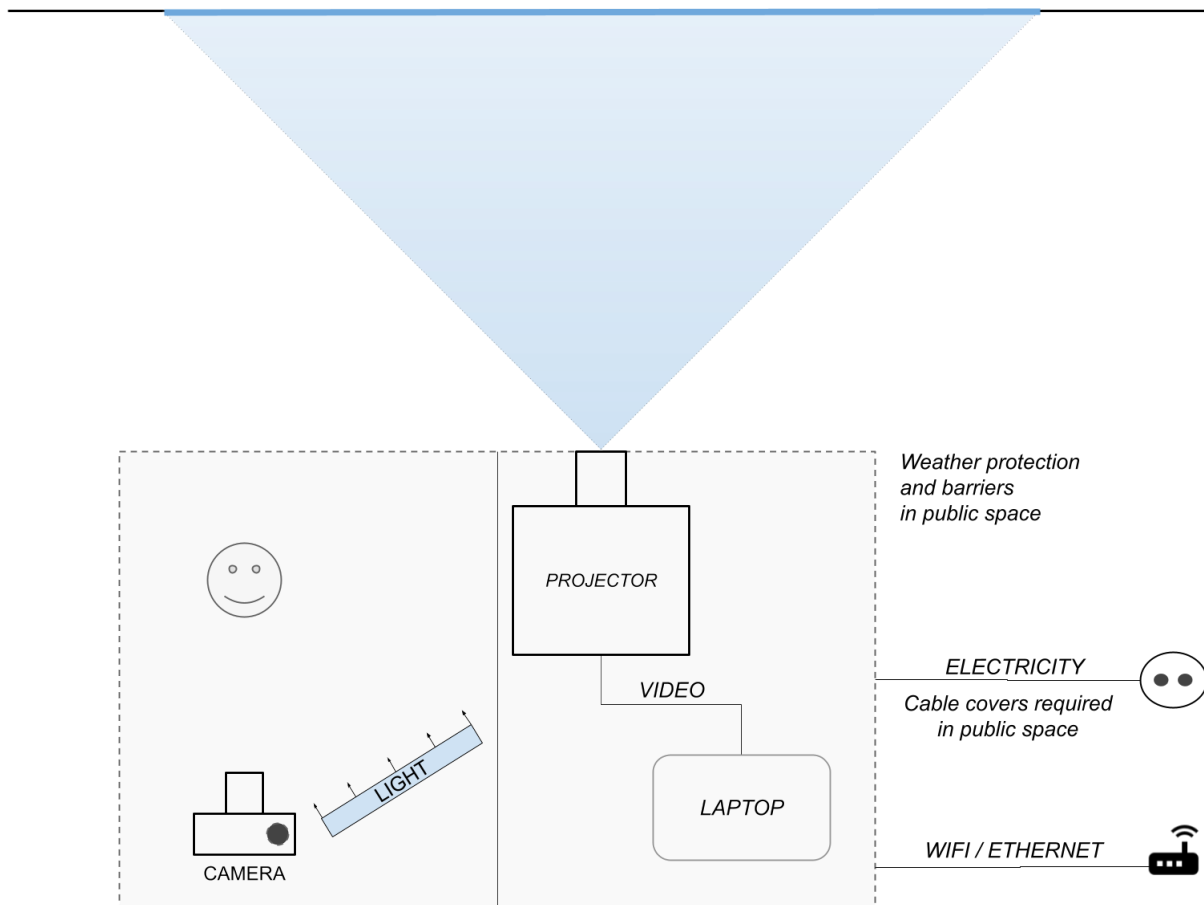 Weather protection
and barriers
in public space
PROJECTOR
ELECTRICITY
VIDEO
Cable covers required
in public space
LIGHT
LAPTOP
WIFI / ETHERNET
CAMERA